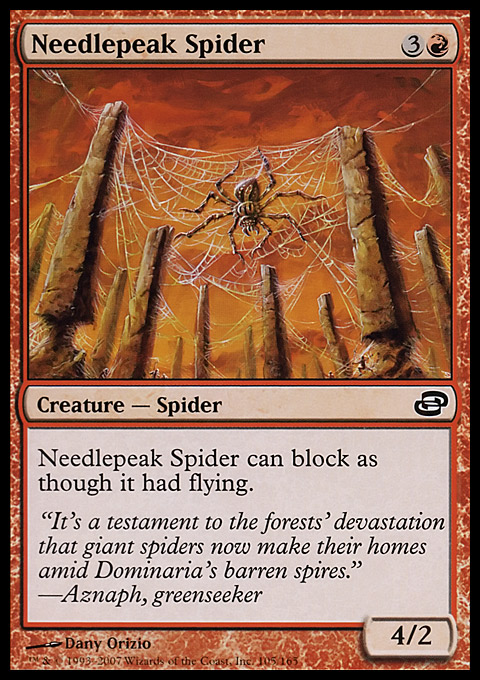 Needlepeak Spider 3
Creature — Spider
Needlepeak Spider can block as
though it had flying.
“It’s a testament to the forests’ devastation
that giant spiders now make their homes
amid Dominaria’s barren spires.”
—Aznaph, greenseeker
4/2
Dany Orizio
™ & © 1993–2007 Wizards of the Coast, Inc. 105/165